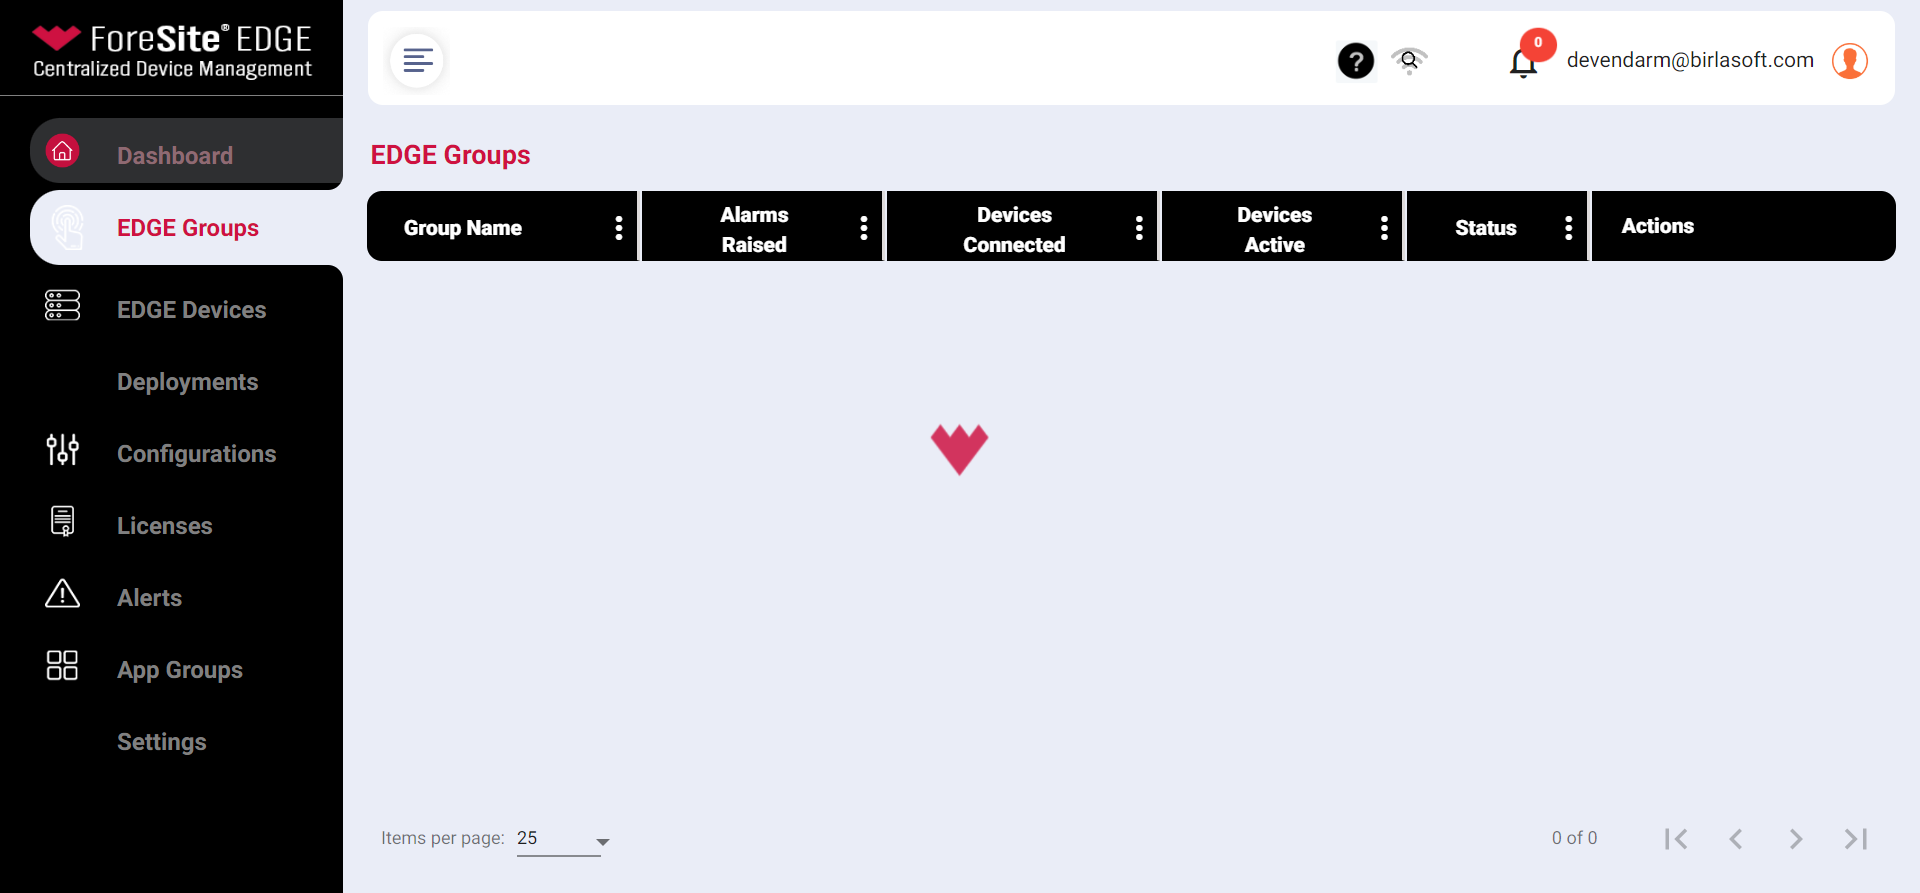 ForeSite® EDGE
Centralized Device Management
Dashboard
EDGE Groups
EDGE Devices
Deployments
Configurations
Licenses
Alerts
App Groups
Settings
?
0
devendarm@birlasoft.com
EDGE Groups
Group Name
Alarms
Raised
Devices
Connected
Devices
Active
Status
Actions
Items per page: 25
0 of 0